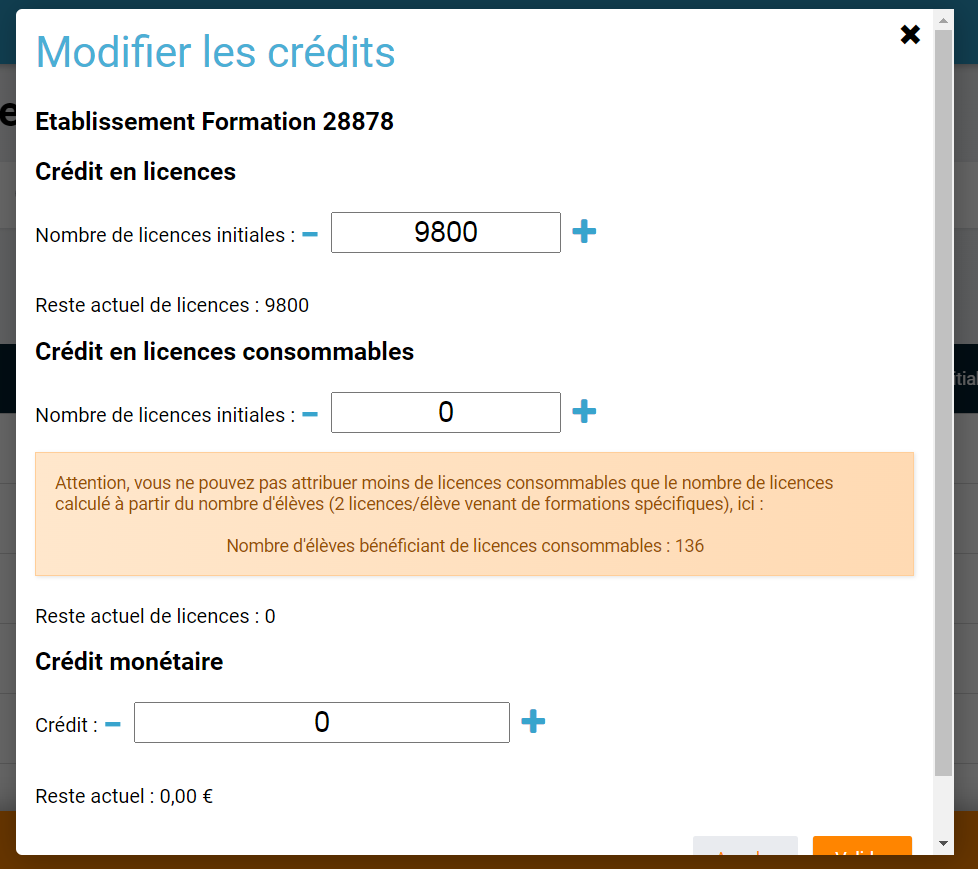 Modifier les crédits
Etablissement Formation 28878
Crédit en licences
Nombre de licences initiales : 9800
Reste actuel de licences : 9800
Crédit en licences consommables
Nombre de licences initiales : 0
Attention, vous ne pouvez pas attribuer moins de licences consommables que le nombre de licences
calculé à partir du nombre d'élèves (2 licences/élève venant de formations spécifiques), ici :
Nombre d'élèves bénéficiant de licences consommables : 136
Reste actuel de licences : 0
Crédit monétaire
Crédit : 0
Reste actuel : 0,00 €